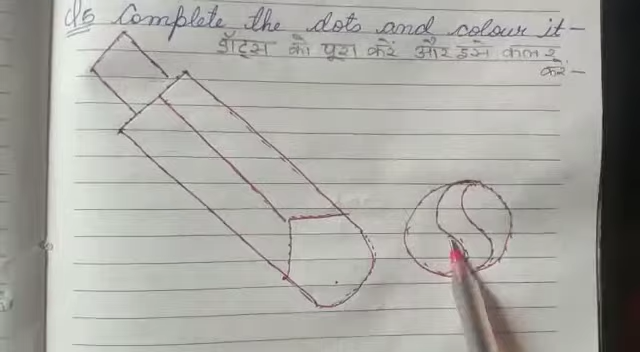 Q5 Complete the dots and colour it-
डॉट्स को पूरा करें और इसे कलर
करें-